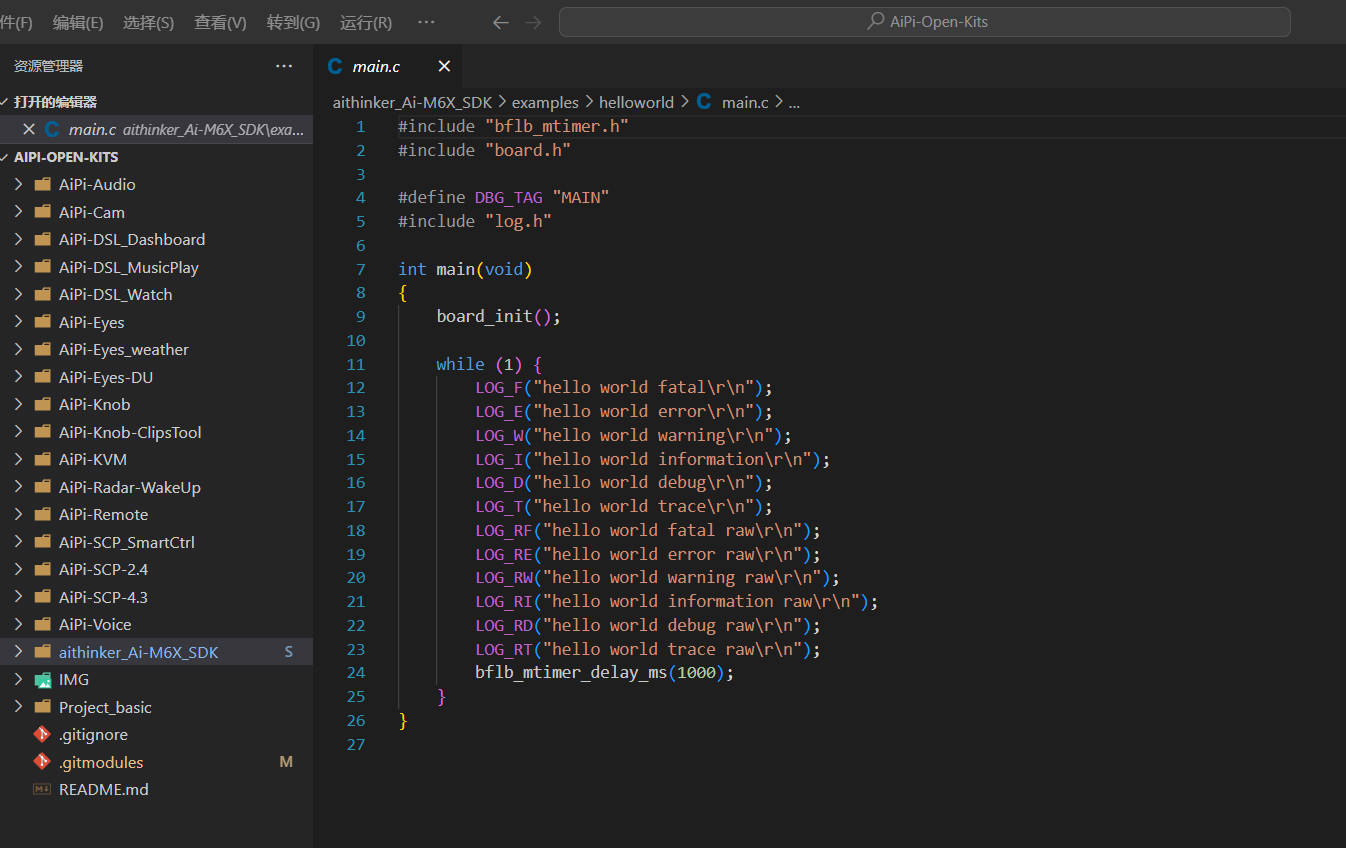 件(F) 编辑(E) 选择(S) 查看(V) 转到(G) 运行(R) ··· ← → AiPi-Open-Kits
资源管理器 ···
打开的编辑器
× C main.c aithinker_Ai-M6X_SDK\exa...
AIPI-OPEN-KITS
AiPi-Audio
AiPi-Cam
AiPi-DSL_Dashboard
AiPi-DSL_MusicPlay
AiPi-DSL_Watch
AiPi-Eyes
AiPi-Eyes_weather
AiPi-Eyes-DU
AiPi-Knob
AiPi-Knob-ClipsTool
AiPi-KVM
AiPi-Radar-WakeUp
AiPi-Remote
AiPi-SCP_SmartCtrl
AiPi-SCP-2.4
AiPi-SCP-4.3
AiPi-Voice
aithinker_Ai-M6X_SDK S
IMG
Project_basic
.gitignore
.gitmodules M
README.md
C main.c ×
aithinker_Ai-M6X_SDK > examples > helloworld > C main.c > ...
1 #include "bflb_mtimer.h"
2 #include "board.h"
3
4 #define DBG_TAG "MAIN"
5 #include "log.h"
6
7 int main(void)
8 {
9     board_init();
10
11     while (1) {
12         LOG_F("hello world fatal\r\n");
13         LOG_E("hello world error\r\n");
14         LOG_W("hello world warning\r\n");
15         LOG_I("hello world information\r\n");
16         LOG_D("hello world debug\r\n");
17         LOG_T("hello world trace\r\n");
18         LOG_RF("hello world fatal raw\r\n");
19         LOG_RE("hello world error raw\r\n");
20         LOG_RW("hello world warning raw\r\n");
21         LOG_RI("hello world information raw\r\n");
22         LOG_RD("hello world debug raw\r\n");
23         LOG_RT("hello world trace raw\r\n");
24         bflb_mtimer_delay_ms(1000);
25     }
26 }
27